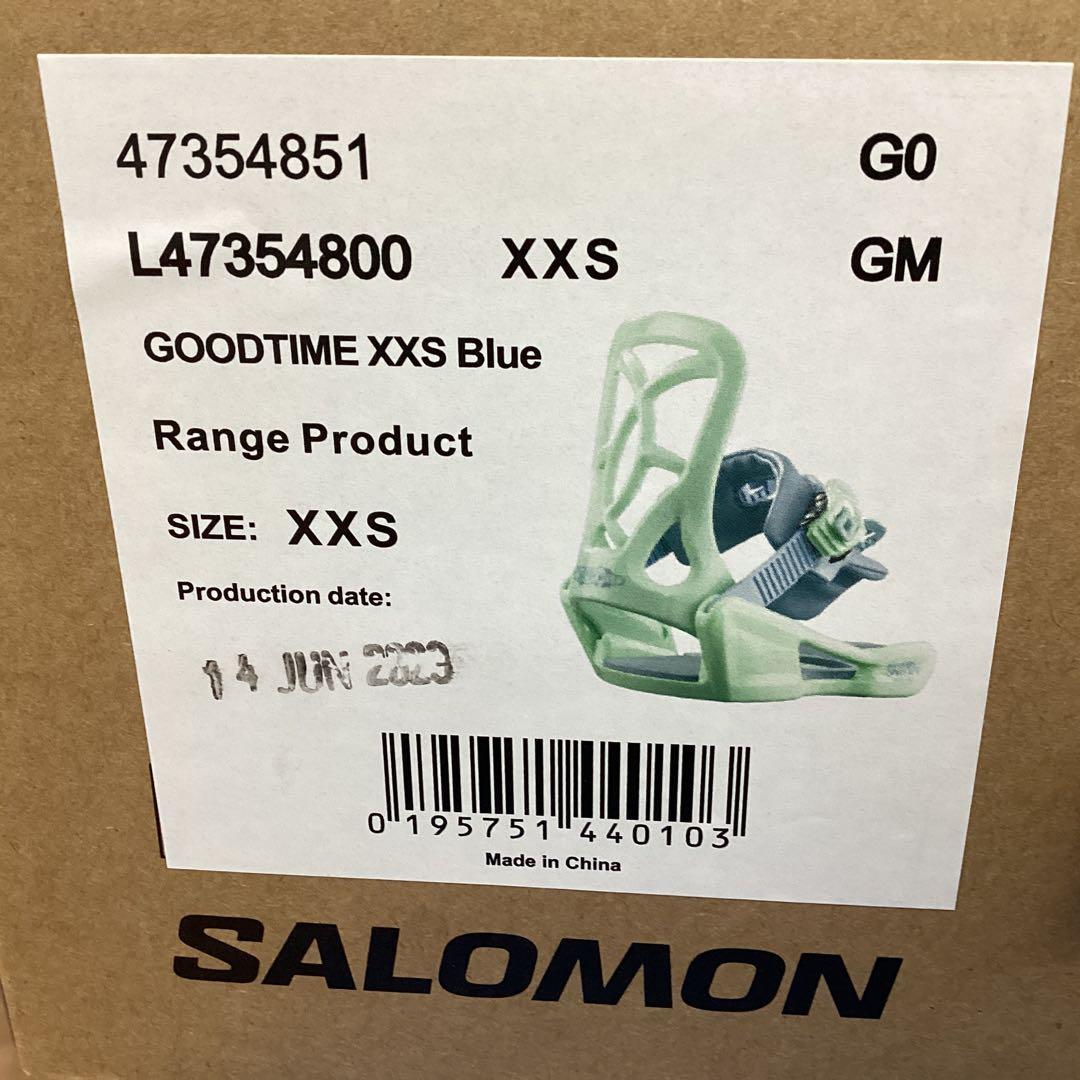 47354851 G0
L47354800 XXS GM
GOODTIME XXS Blue
Range Product
SIZE: XXS
Production date:
14 JUN 2023
0 195751 440103
Made in China
SALOMON